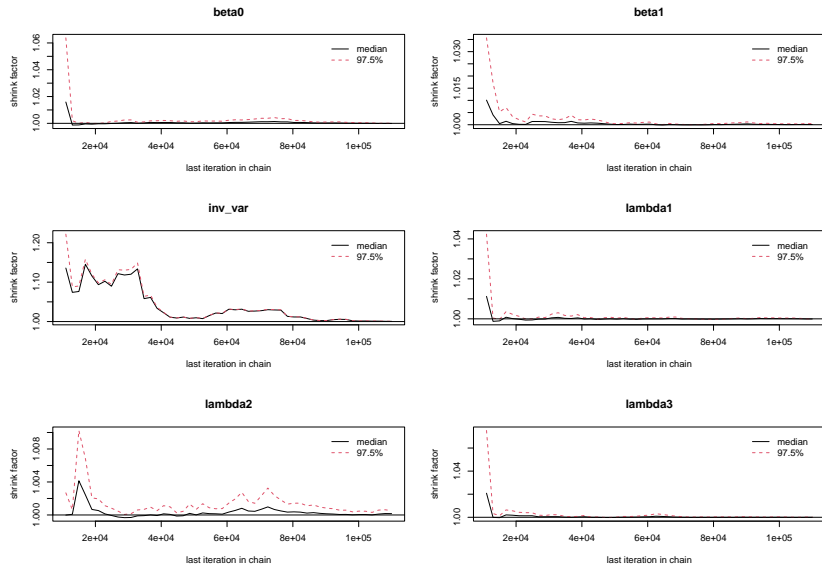 beta0
shrink factor
1.00 1.02 1.04 1.06
median
97.5%
2e+04 4e+04 6e+04 8e+04 1e+05
last iteration in chain
beta1
shrink factor
1.000 1.015 1.030
median
97.5%
2e+04 4e+04 6e+04 8e+04 1e+05
last iteration in chain
inv_var
shrink factor
1.00 1.10 1.20
median
97.5%
2e+04 4e+04 6e+04 8e+04 1e+05
last iteration in chain
lambda1
shrink factor
1.00 1.02 1.04
median
97.5%
2e+04 4e+04 6e+04 8e+04 1e+05
last iteration in chain
lambda2
shrink factor
1.000 1.004 1.008
median
97.5%
2e+04 4e+04 6e+04 8e+04 1e+05
last iteration in chain
lambda3
shrink factor
1.00 1.04
median
97.5%
2e+04 4e+04 6e+04 8e+04 1e+05
last iteration in chain